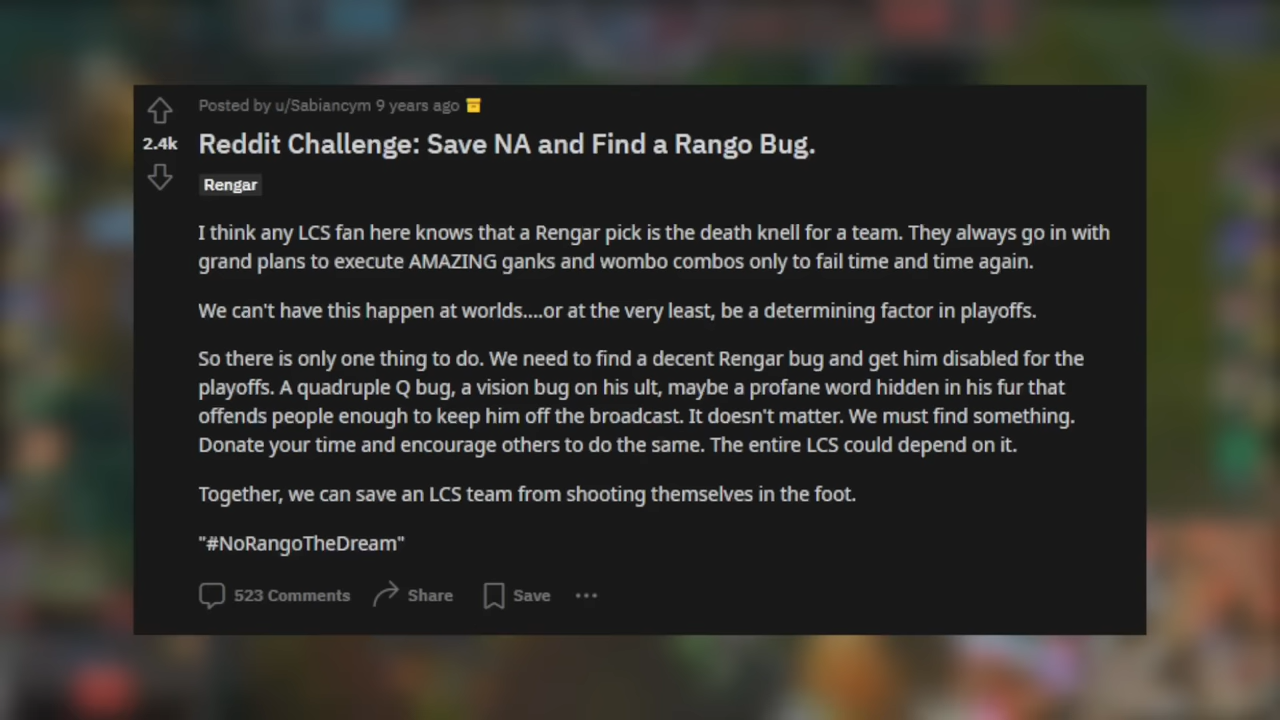 Posted by u/Sabiancym 9 years ago
2.4k
Reddit Challenge: Save NA and Find a Rango Bug.
Rengar
I think any LCS fan here knows that a Rengar pick is the death knell for a team. They always go in with
grand plans to execute AMAZING ganks and wombo combos only to fail time and time again.
We can't have this happen at worlds....or at the very least, be a determining factor in playoffs.
So there is only one thing to do. We need to find a decent Rengar bug and get him disabled for the
playoffs. A quadruple Q bug, a vision bug on his ult, maybe a profane word hidden in his fur that
offends people enough to keep him off the broadcast. It doesn't matter. We must find something.
Donate your time and encourage others to do the same. The entire LCS could depend on it.
Together, we can save an LCS team from shooting themselves in the foot.
"#NoRangoTheDream"
523 Comments Share Save